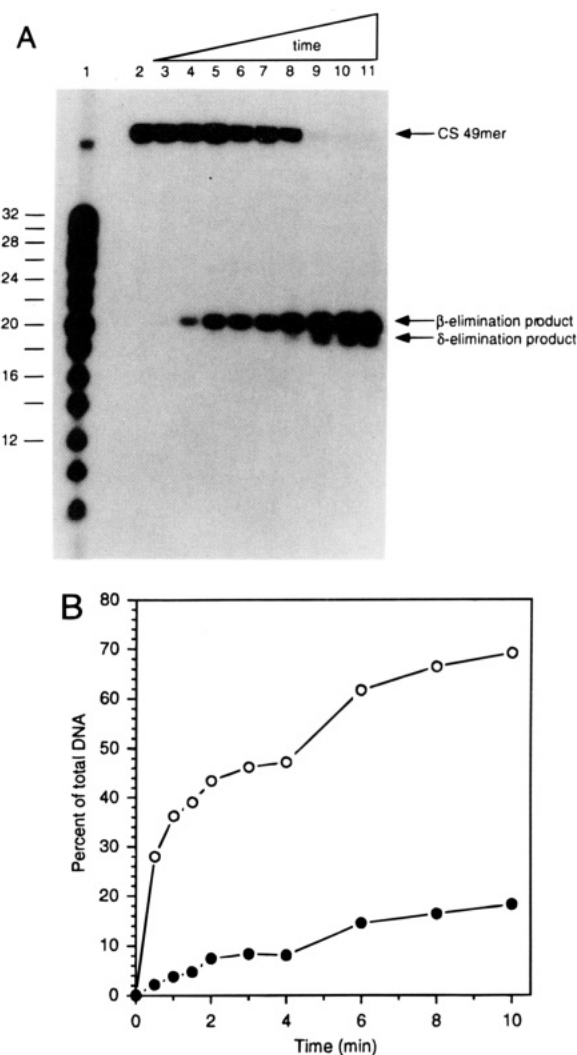 A
time
1 2 3 4 5 6 7 8 9 10 11
CS 49mer
32
28
24
20
16
12
β-elimination product
δ-elimination product
B
Percent of total DNA
80
70
60
50
40
30
20
10
0
0 2 4 6 8 10
Time (min)